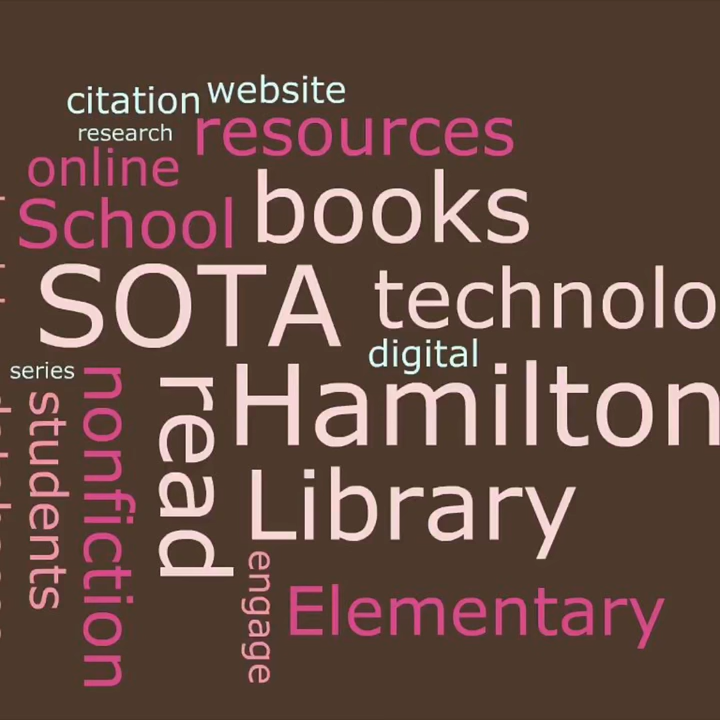 citation website
research resources
online
School books
SOTA technolo
digital
series
nonfiction
students
read
Hamilton
Library
engage
Elementary